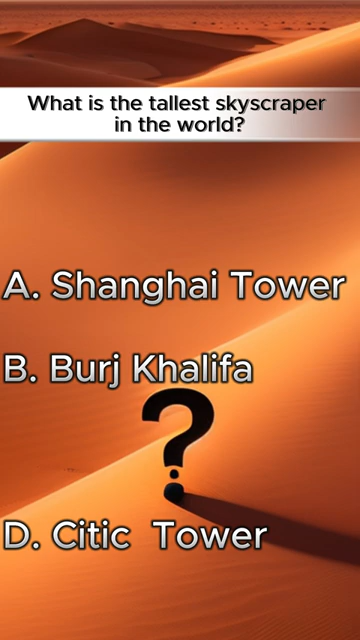 What is the tallest skyscraper
in the world?
A. Shanghai Tower
B. Burj Khalifa
?
D. Citic Tower